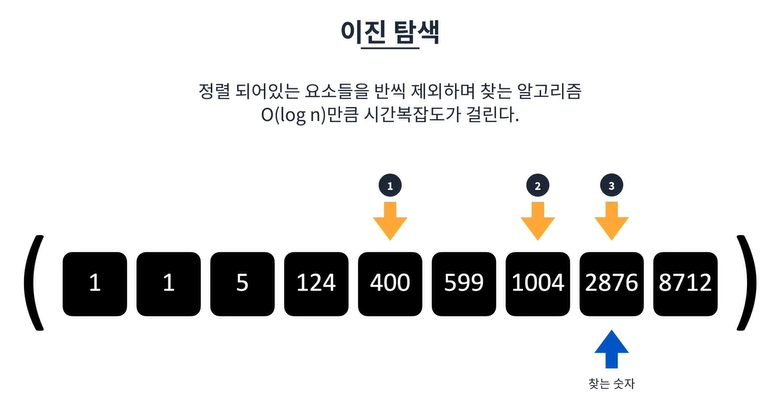 이진 탐색
정렬 되어있는 요소들을 반씩 제외하며 찾는 알고리즘
O(log n)만큼 시간복잡도가 걸린다.
1 2 3
( 1 1 5 124 400 599 1004 2876 8712 )
찾는 숫자